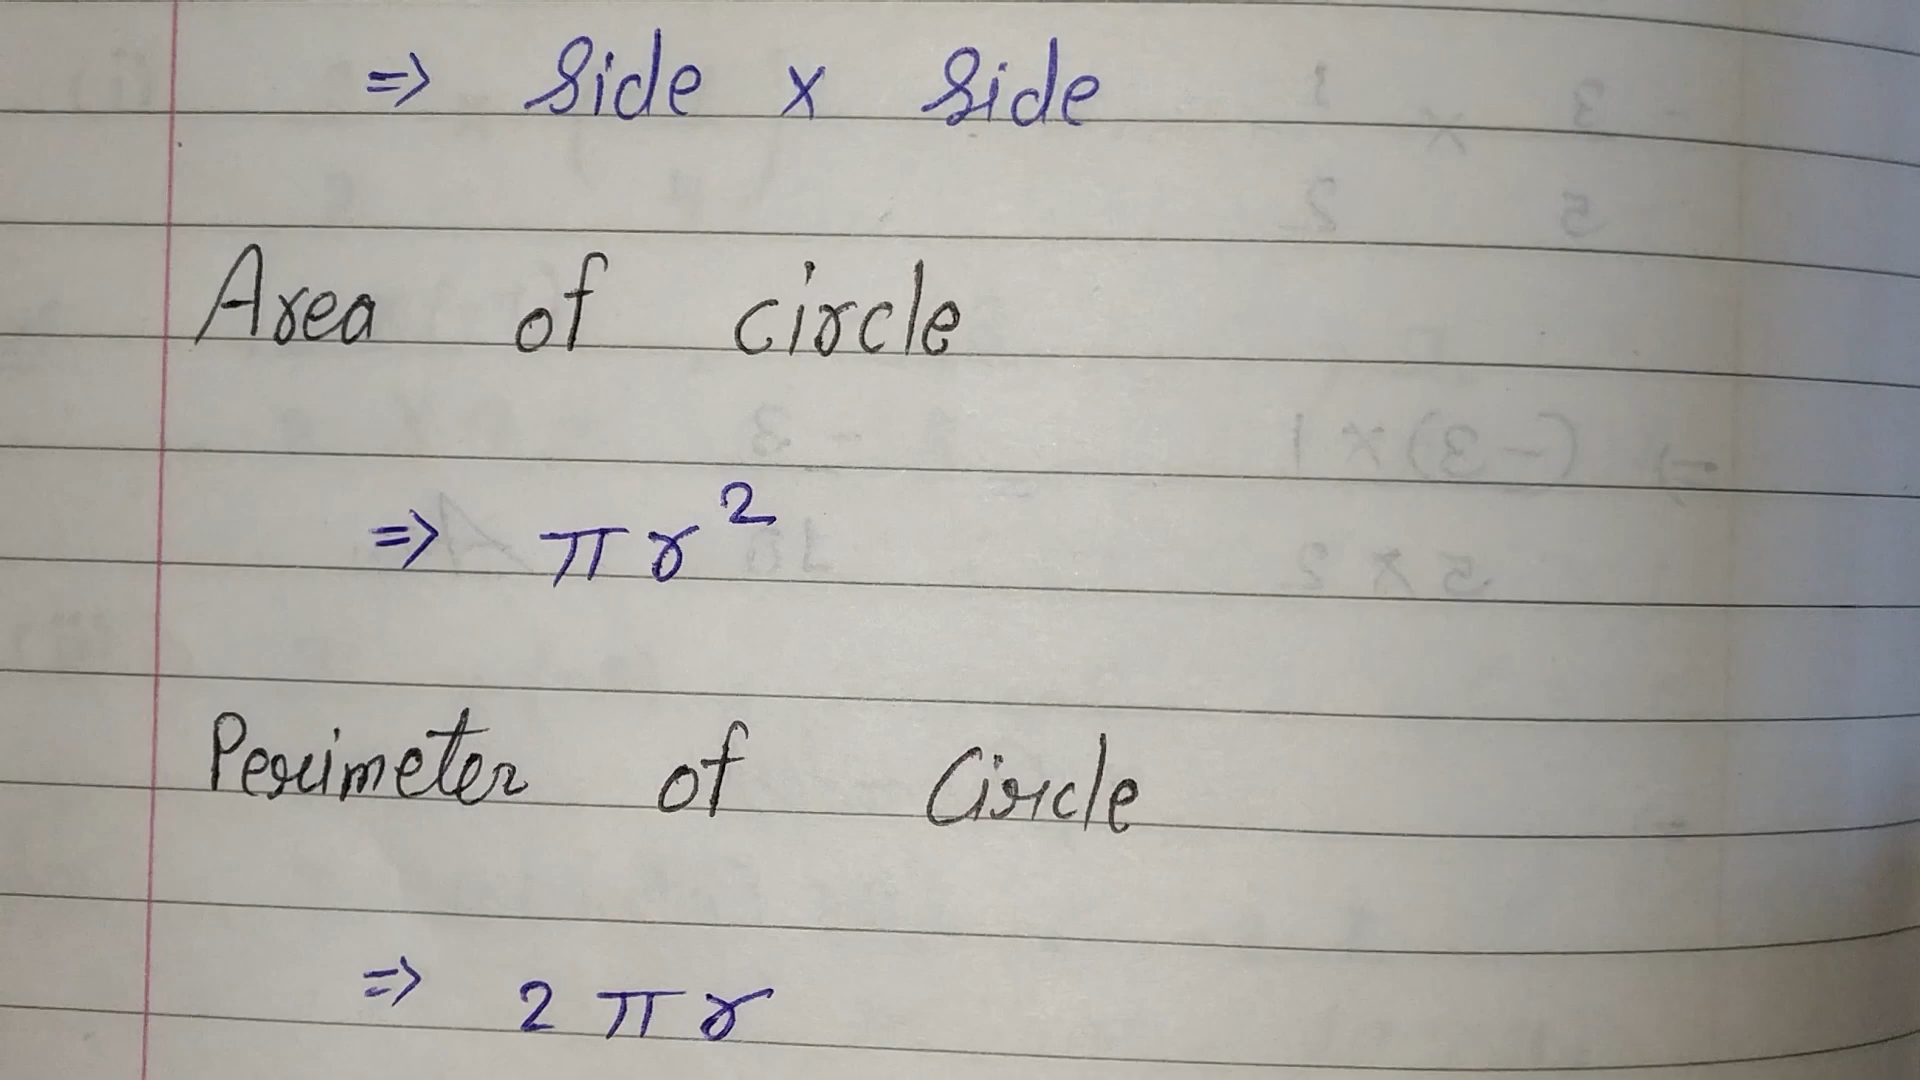 => Side x Side
Area of circle
=> πr²
Perimeter of Circle
=> 2πr